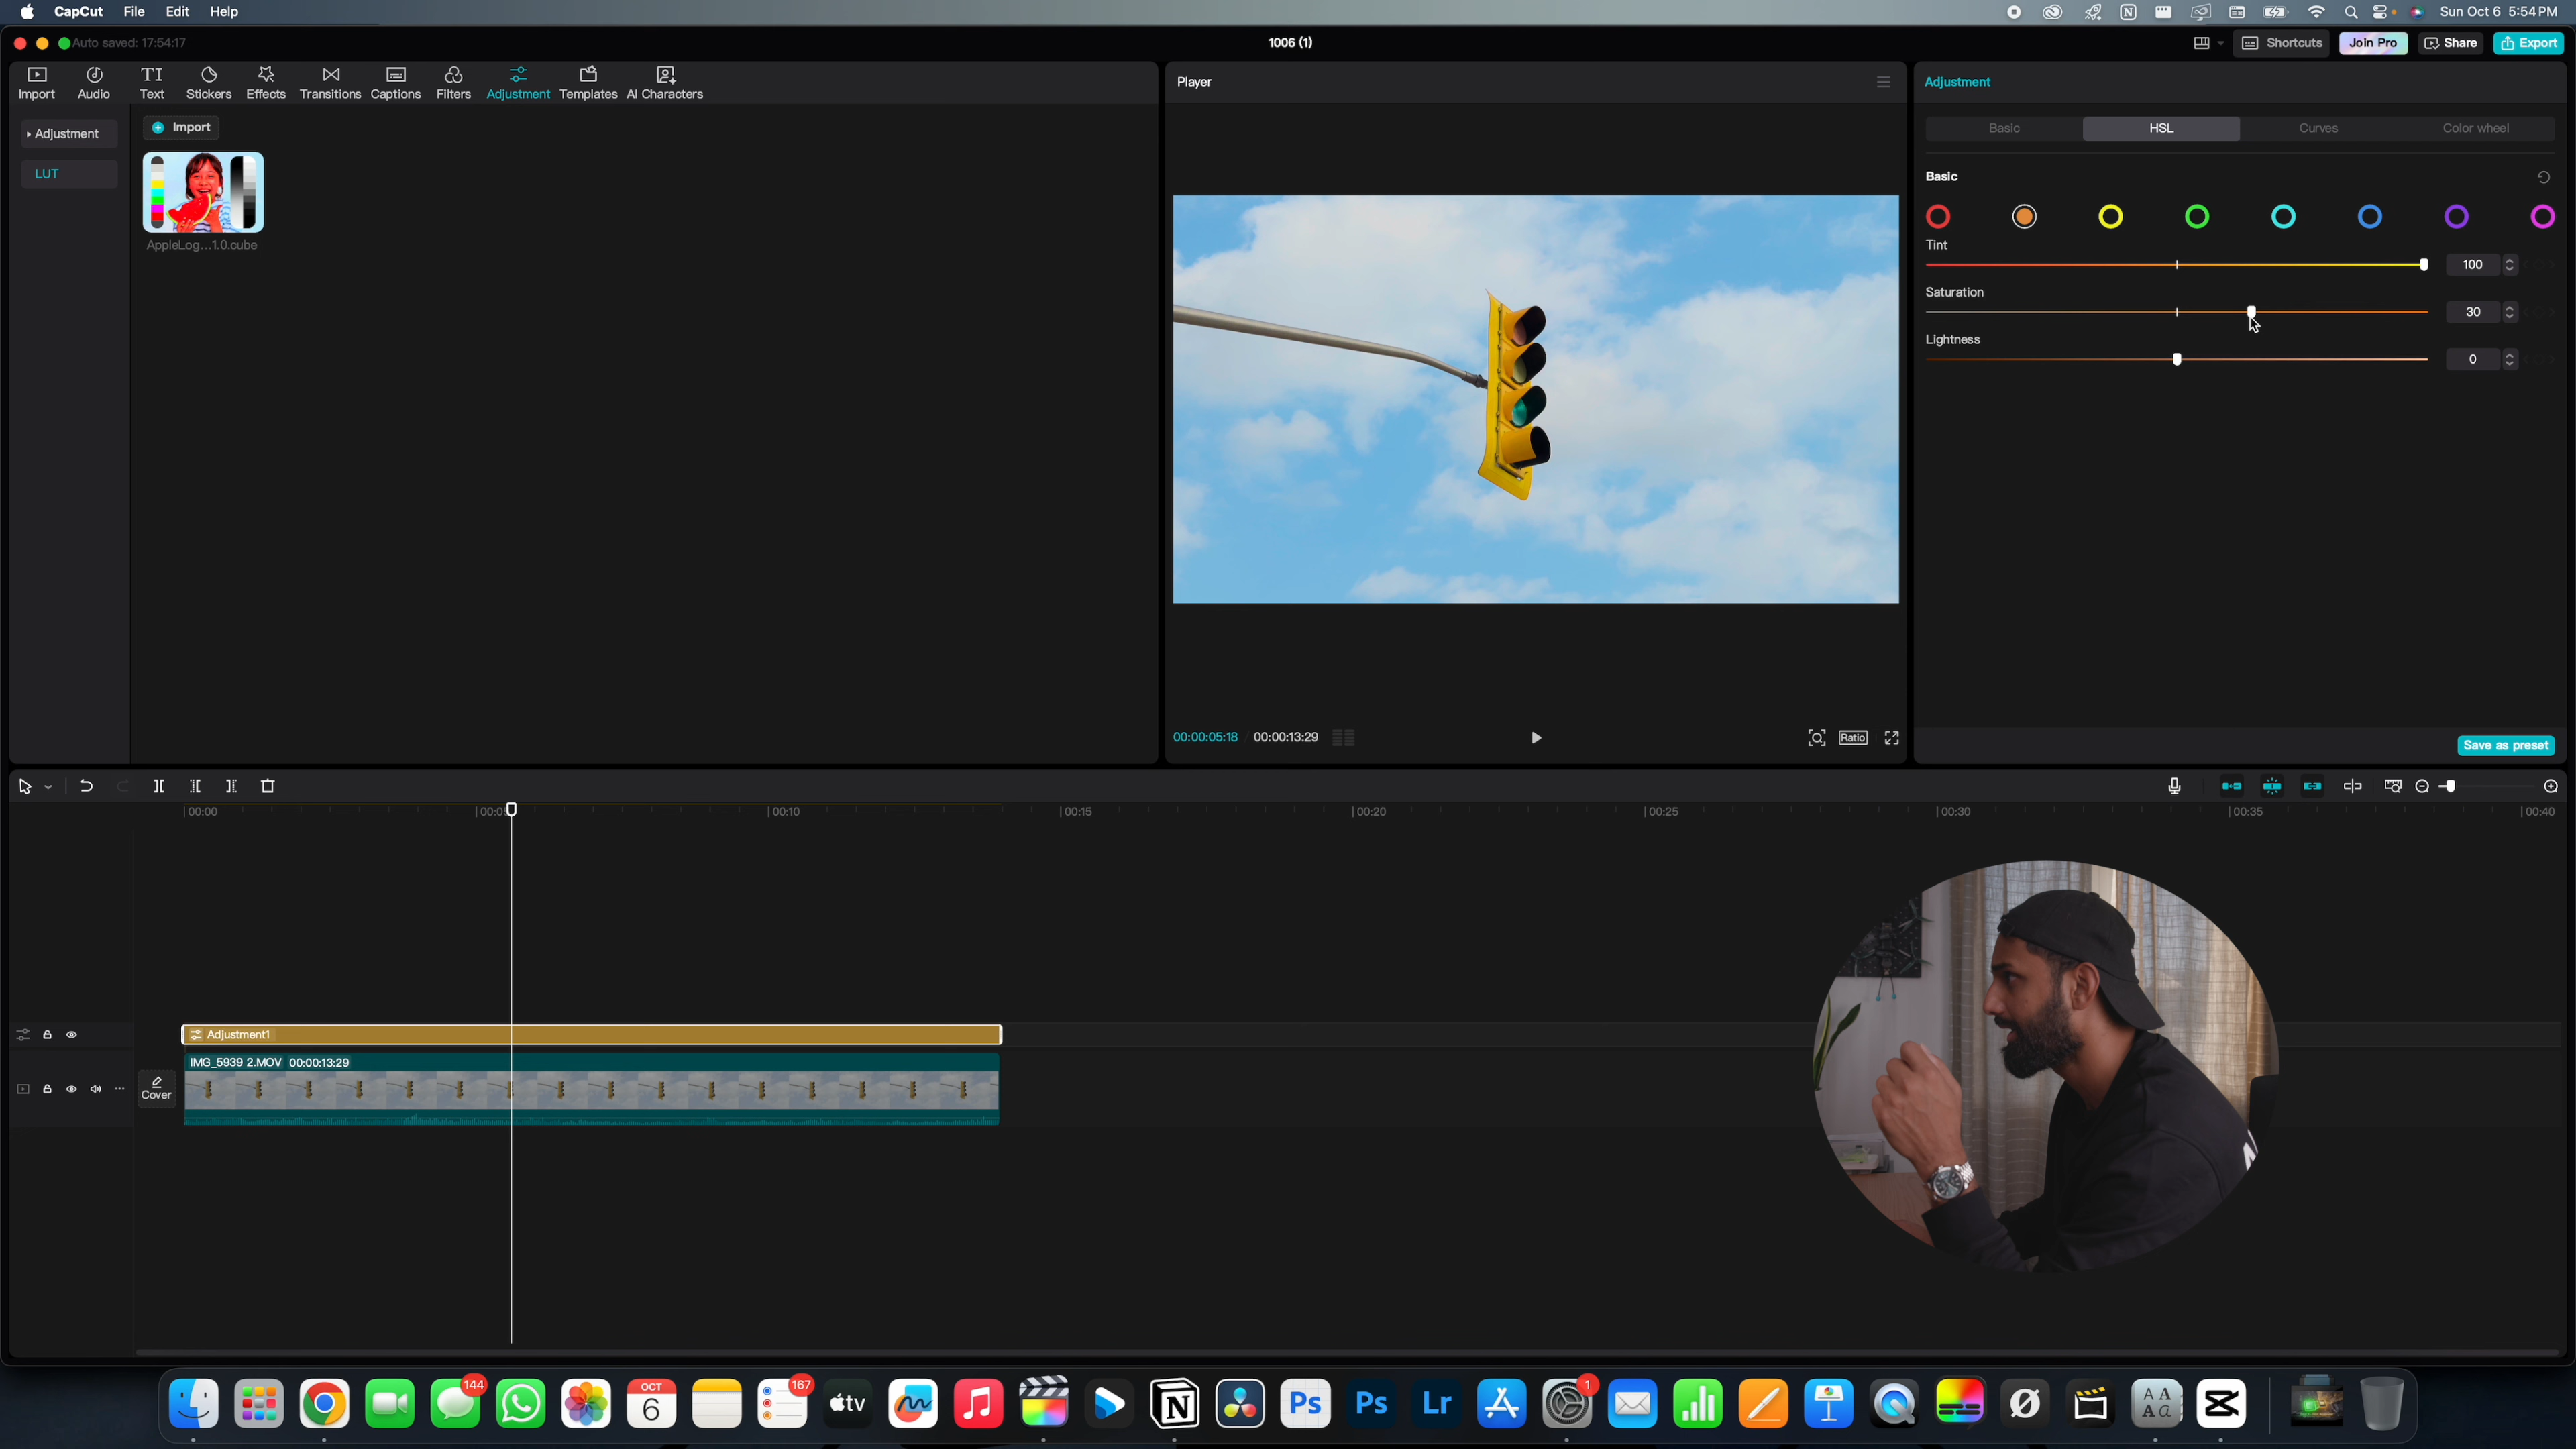 CapCut File Edit Help
Sun Oct 6 5:54 PM
Auto saved: 17:54:17
1006 (1)
Shortcuts
Join Pro
Share
Export
Import
Audio
TI
Text
Stickers
Effects
Transitions
Captions
Filters
Adjustment
Templates
AI Characters
Adjustment
LUT
Import
AppleLog...1.0.cube
Player
00:00:05:18 00:00:13:29
Ratio
Adjustment
Basic HSL Curves Color wheel
Basic
Tint
100
Saturation
30
Lightness
0
Save as preset
00:00 00:0 00:10 00:15 00:20 00:25 00:30 00:35 00:40
Adjustment1
IMG_5939 2.MOV 00:00:13:29
Cover
144
OCT
6
167
tv
N
Ps
Ps
Lr
1
A A
A a